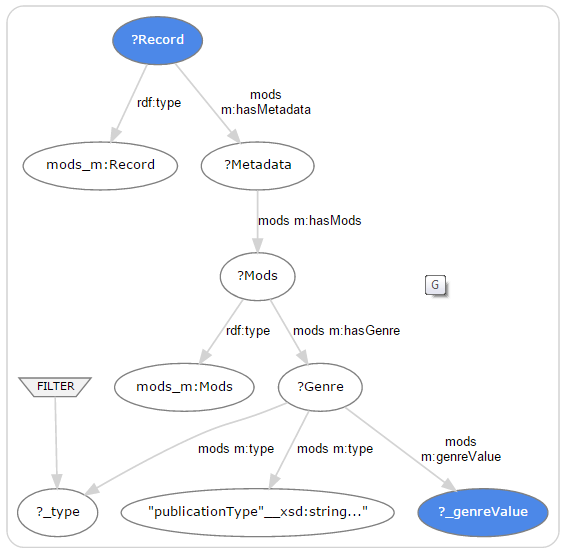 ?Record
rdf:type
mods
m:hasMetadata
mods_m:Record
?Metadata
mods m:hasMods
?Mods
G
rdf:type
mods m:hasGenre
FILTER
mods_m:Mods
?Genre
mods m:type
mods m:type
mods
m:genreValue
?_type
"publicationType"__xsd:string..."
?_genreValue